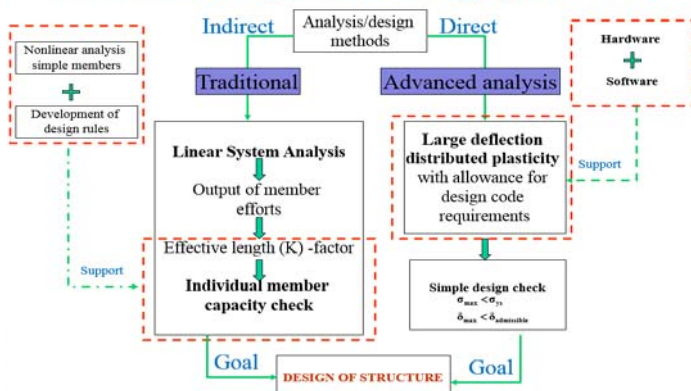 Indirect
Analysis/design
methods
Direct
Nonlinear analysis
simple members
Development of
design rules
Support
Traditional
Linear System Analysis
Output of member
efforts
Effective length (K) -factor
Individual member
capacity check
Goal
Advanced analysis
Large deflection
distributed plasticity
with allowance for
design code
requirements
Hardware
+
Software
Support
Simple design check
σmax < σys
δmax < δadmissible
Goal
DESIGN OF STRUCTURE